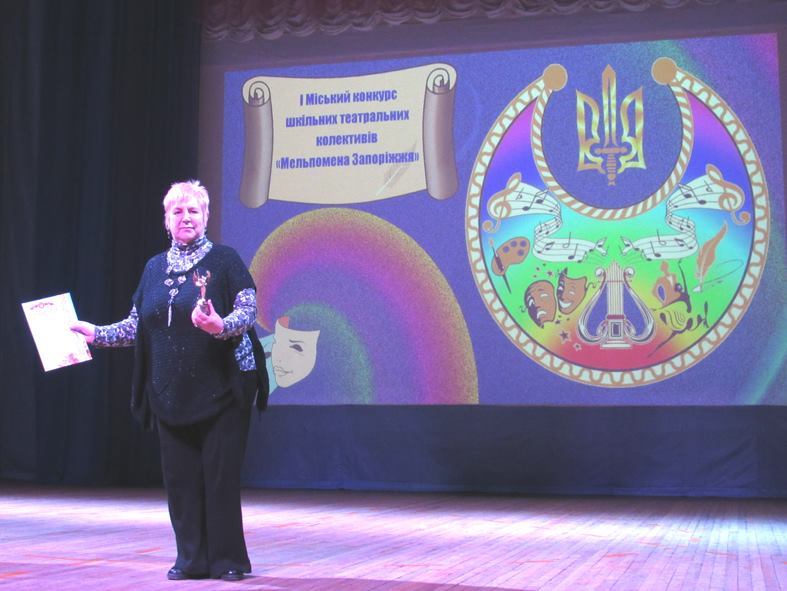 І Міський конкурс
шкільних театральних
колективів
«Мельпомена Запоріжжя»